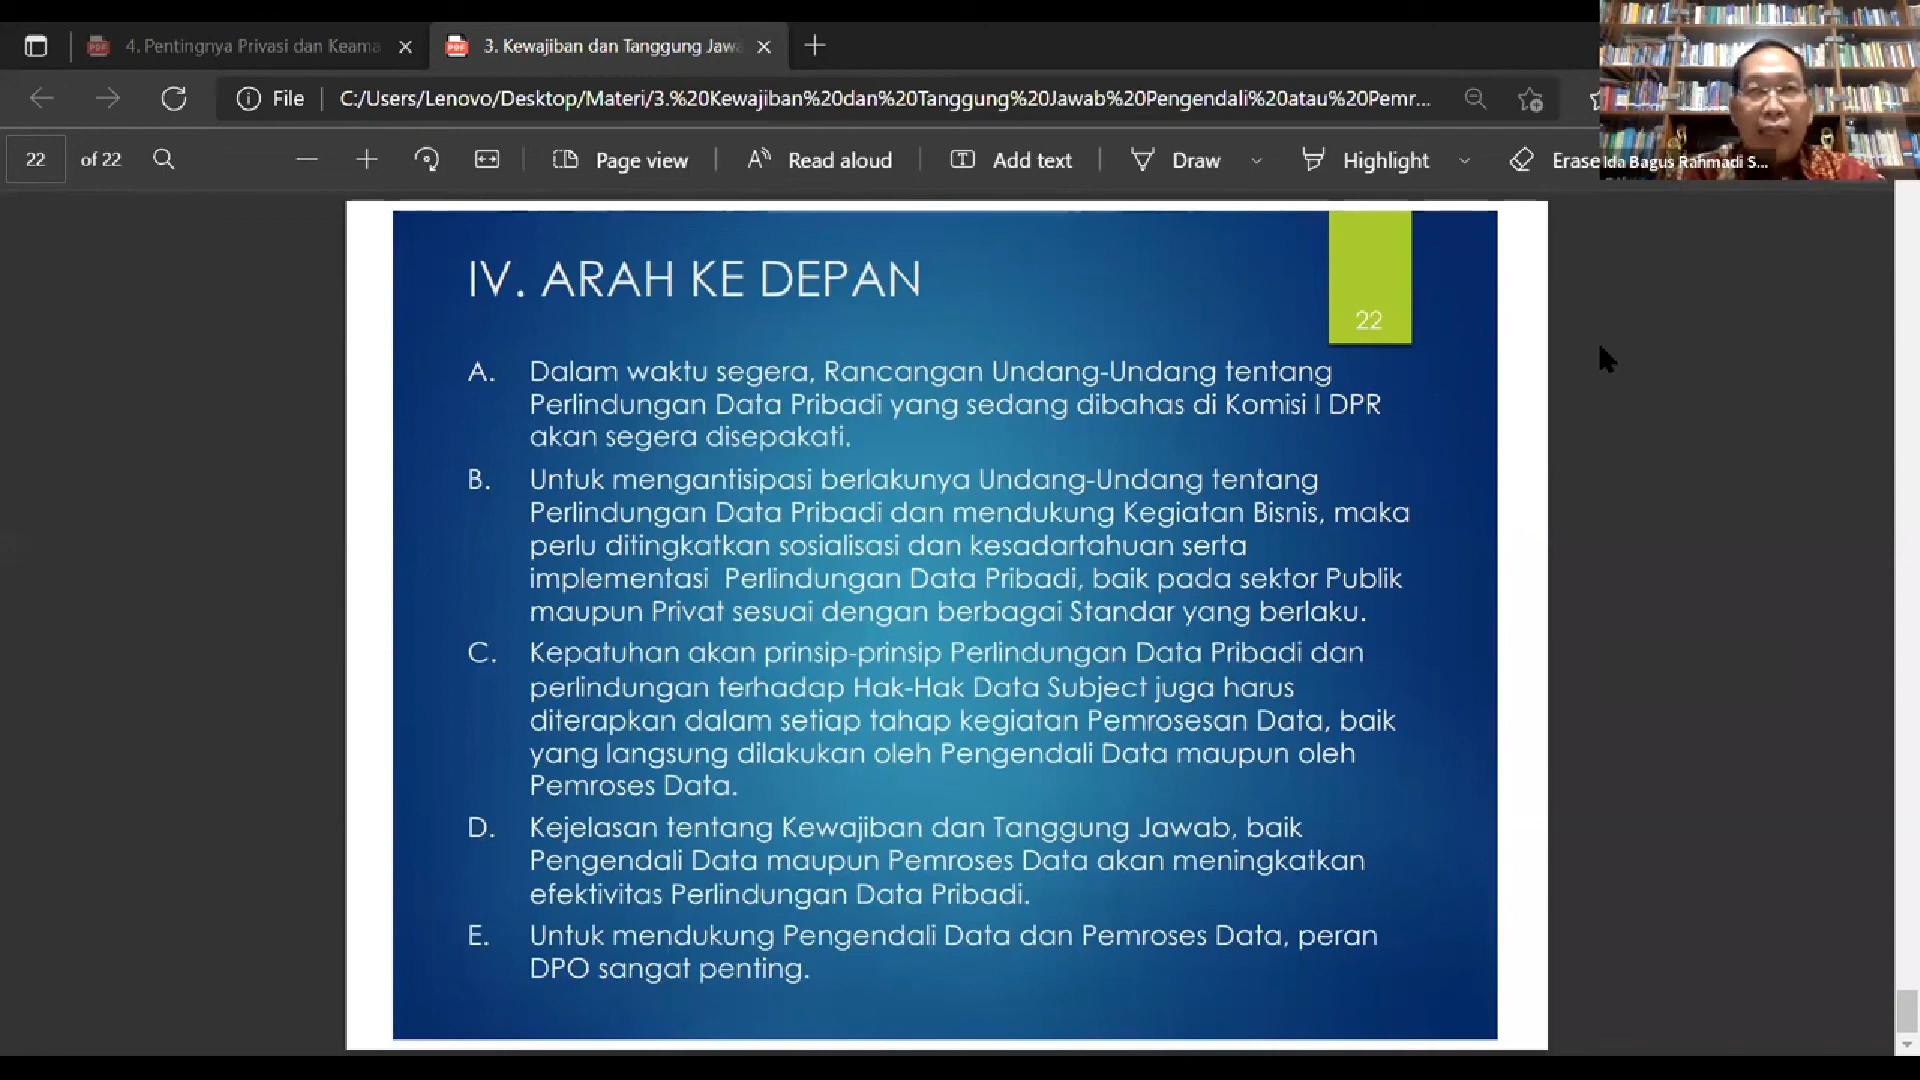 4. Pentingnya Privasi dan Keama
3. Kewajiban dan Tanggung Jaw
File
C:/Users/Lenovo/Desktop/Materi/3.%20Kewajiban%20dan%20Tanggung%20Jawab%20Pengendali%20atau%20Pemr...
22 of 22
Page view
Read aloud
Add text
Draw
Highlight
Erase
Ida Bagus Rahmadi S...
IV. ARAH KE DEPAN
22
A. Dalam waktu segera, Rancangan Undang-Undang tentang
Perlindungan Data Pribadi yang sedang dibahas di Komisi I DPR
akan segera disepakati.
B. Untuk mengantisipasi berlakunya Undang-Undang tentang
Perlindungan Data Pribadi dan mendukung Kegiatan Bisnis, maka
perlu ditingkatkan sosialisasi dan kesadartahuan serta
implementasi Perlindungan Data Pribadi, baik pada sektor Publik
maupun Privat sesuai dengan berbagai Standar yang berlaku.
C. Kepatuhan akan prinsip-prinsip Perlindungan Data Pribadi dan
perlindungan terhadap Hak-Hak Data Subject juga harus
diterapkan dalam setiap tahap kegiatan Pemrosesan Data, baik
yang langsung dilakukan oleh Pengendali Data maupun oleh
Pemroses Data.
D. Kejelasan tentang Kewajiban dan Tanggung Jawab, baik
Pengendali Data maupun Pemroses Data akan meningkatkan
efektivitas Perlindungan Data Pribadi.
E. Untuk mendukung Pengendali Data dan Pemroses Data, peran
DPO sangat penting.